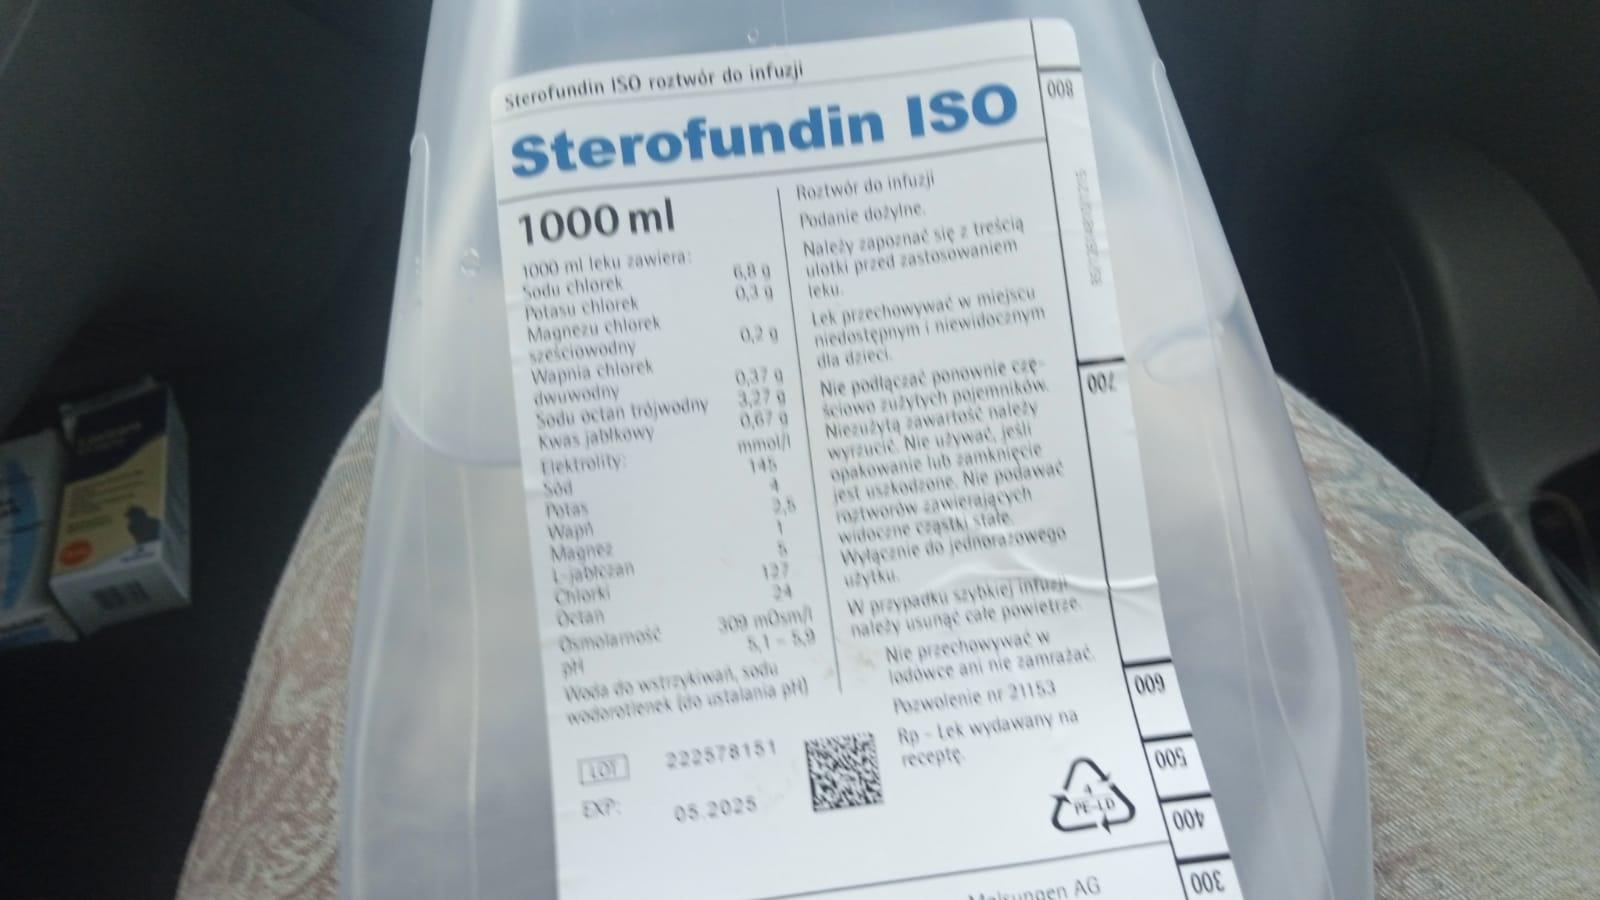 Sterofundin ISO roztwór do infuzji
Sterofundin ISO
1000 ml
1000 ml leku zawiera:
Sodu chlorek 6,8 g
Potasu chlorek 0,3 g
Magnezu chlorek
sześciowodny 0,2 g
Wapnia chlorek
dwuwodny 0,37 g
Sodu octan trójwodny 3,27 g
Kwas jabłkowy 0,67 g
Elektrolity: mmol/l
Sód 145
Potas 4
Wapń 2,5
Magnez 1
L-jabłczan 5
Chlorki 127
Octan 24
Osmolarność 309 mOsm/l
pH 5,1 – 5,9
Woda do wstrzykiwań, sodu
wodorotlenek (do ustalania pH)
LOT 222578151
EXP: 05.2025
Roztwór do infuzji
Podanie dożylne.
Należy zapoznać się z treścią
ulotki przed zastosowaniem
leku.
Lek przechowywać w miejscu
niedostępnym i niewidocznym
dla dzieci.
Nie podłączać ponownie czę-
ściowo zużytych pojemników.
Niezużytą zawartość należy
wyrzucić. Nie używać, jeśli
opakowanie lub zamknięcie
jest uszkodzone. Nie podawać
roztworów zawierających
widoczne cząstki stałe.
Wyłącznie do jednorazowego
użytku.
W przypadku szybkiej infuzji
należy usunąć całe powietrze.
Nie przechowywać w
lodówce ani nie zamrażać.
Pozwolenie nr 21153
Rp – Lek wydawany na
receptę.
4
PE-LD
Melsungen AG
800
700
600
500
400
300